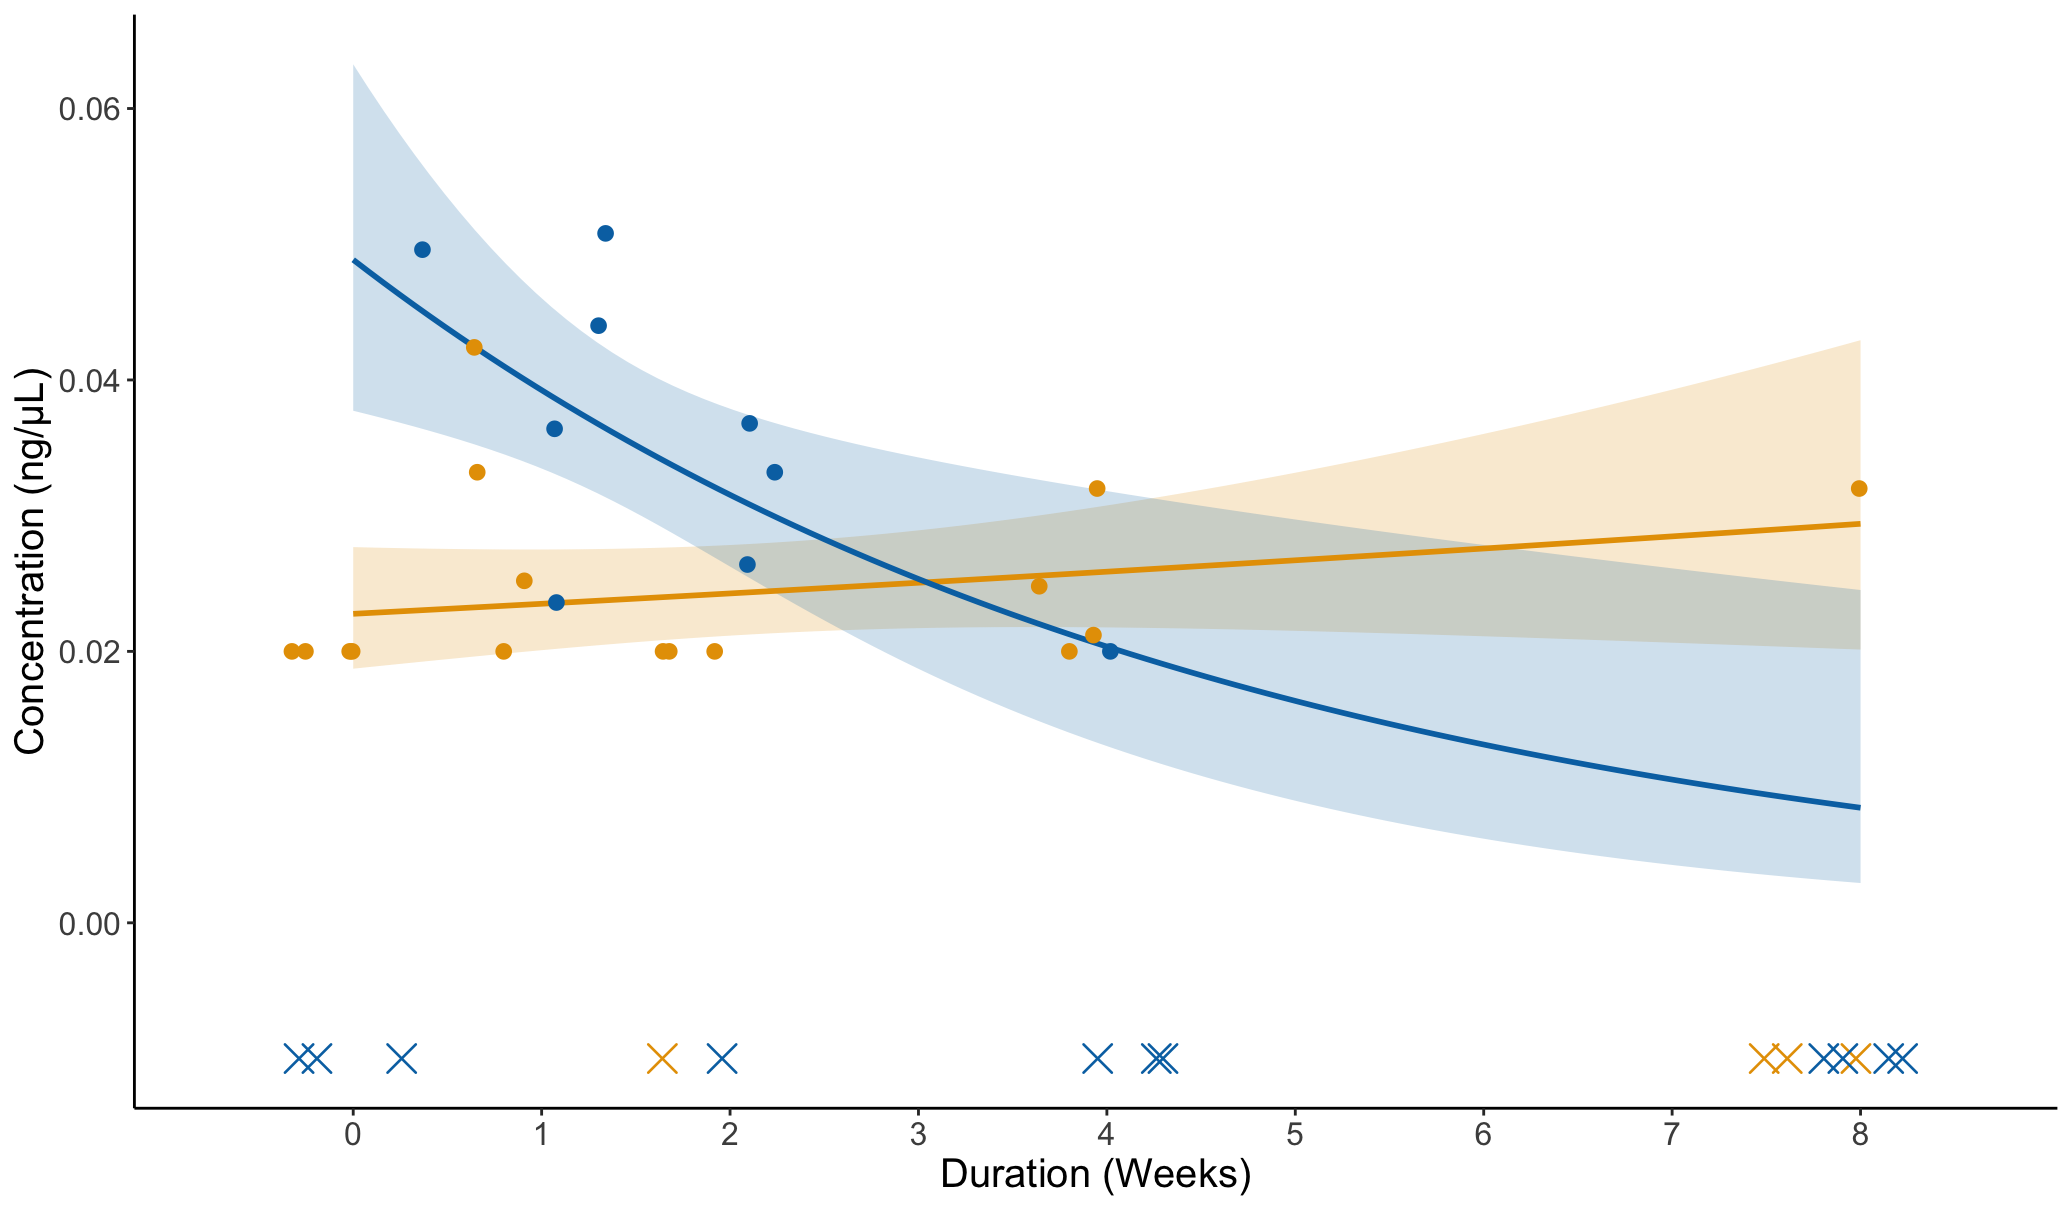 Concentration (ng/µL)
0.06
0.04
0.02
0.00
0 1 2 3 4 5 6 7 8
Duration (Weeks)